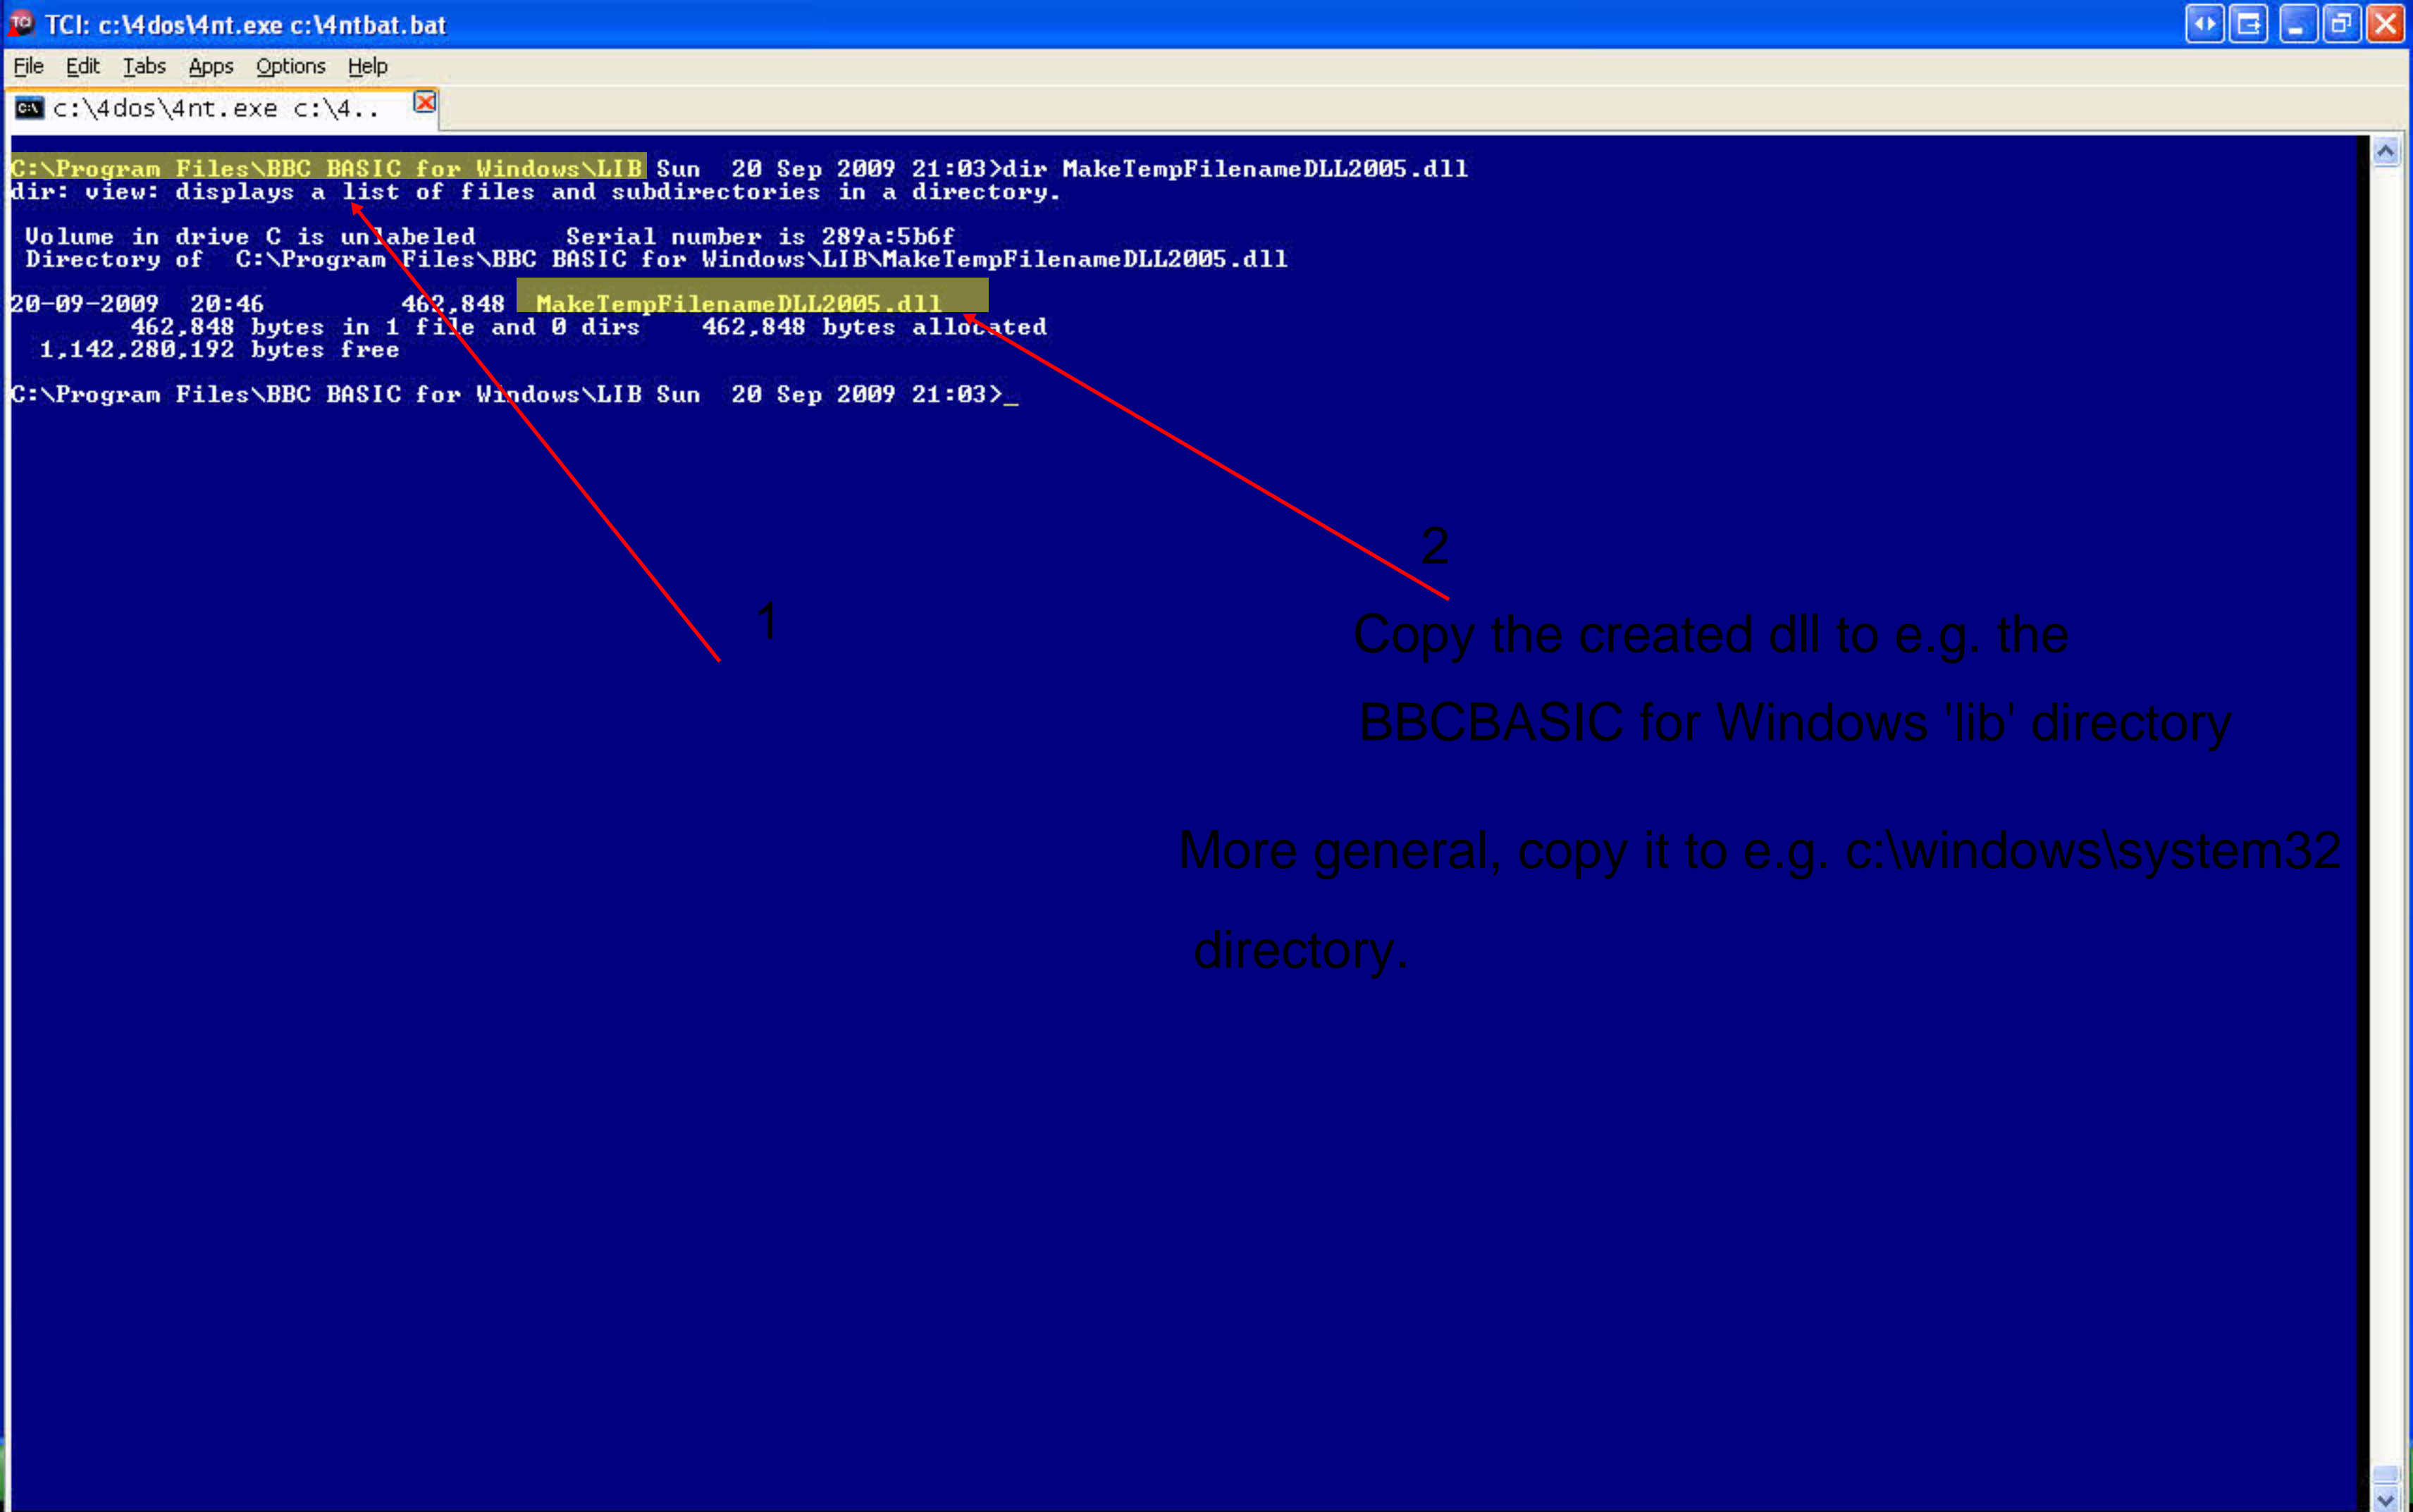 TCI: c:\4dos\4nt.exe c:\4ntbat.bat
File Edit Tabs Apps Options Help
c:\4dos\4nt.exe c:\4..
C:\Program Files\BBC BASIC for Windows\LIB Sun  20 Sep 2009 21:03>dir MakeTempFilenameDLL2005.dll
dir: view: displays a list of files and subdirectories in a directory.
Volume in drive C is unlabeled      Serial number is 289a:5b6f
Directory of  C:\Program Files\BBC BASIC for Windows\LIB\MakeTempFilenameDLL2005.dll
20-09-2009  20:46         462,848  MakeTempFilenameDLL2005.dll
462,848 bytes in 1 file and 0 dirs    462,848 bytes allocated
1,142,280,192 bytes free
C:\Program Files\BBC BASIC for Windows\LIB Sun  20 Sep 2009 21:03>_
1
2
Copy the created dll to e.g. the
BBCBASIC for Windows 'lib' directory
More general, copy it to e.g. c:\windows\system32
directory.